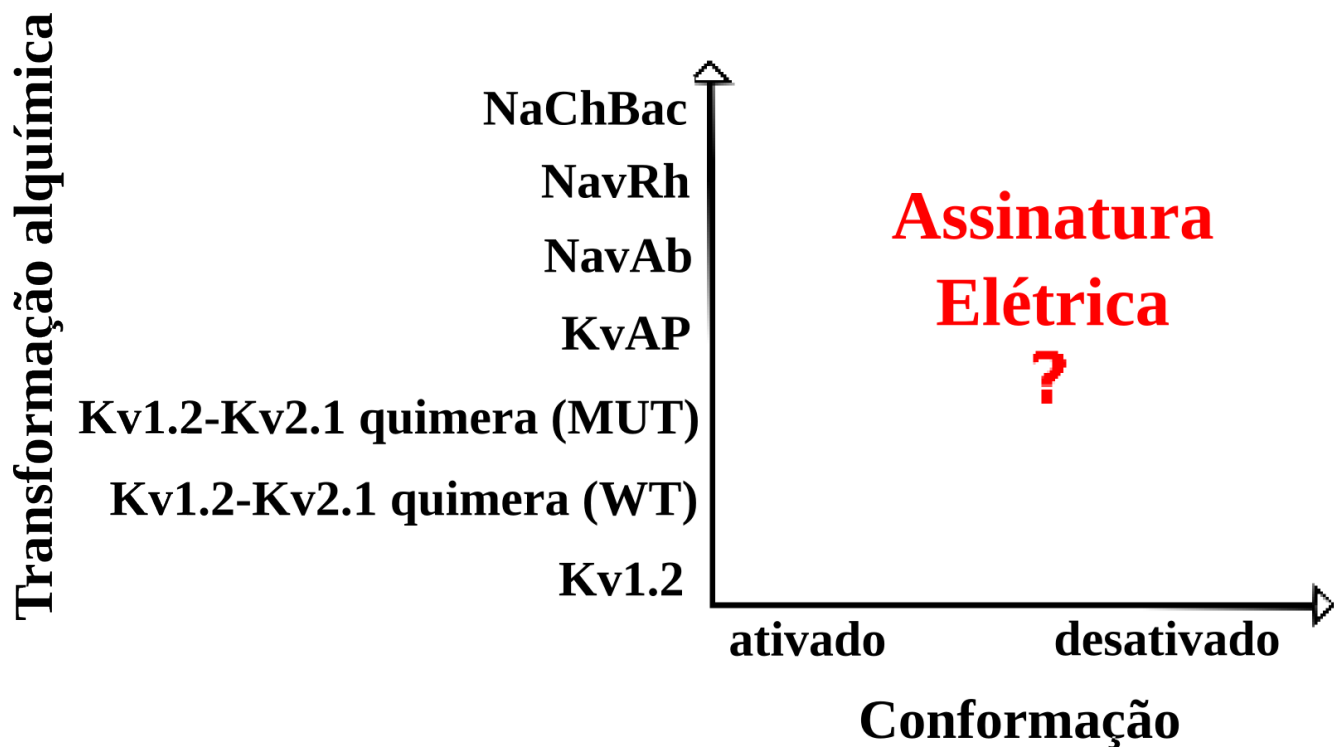 Transformação alquímica
NaChBac
NavRh
NavAb
KvAP
Kv1.2-Kv2.1 quimera (MUT)
Kv1.2-Kv2.1 quimera (WT)
Kv1.2
Assinatura
Elétrica
?
ativado
desativado
Conformação